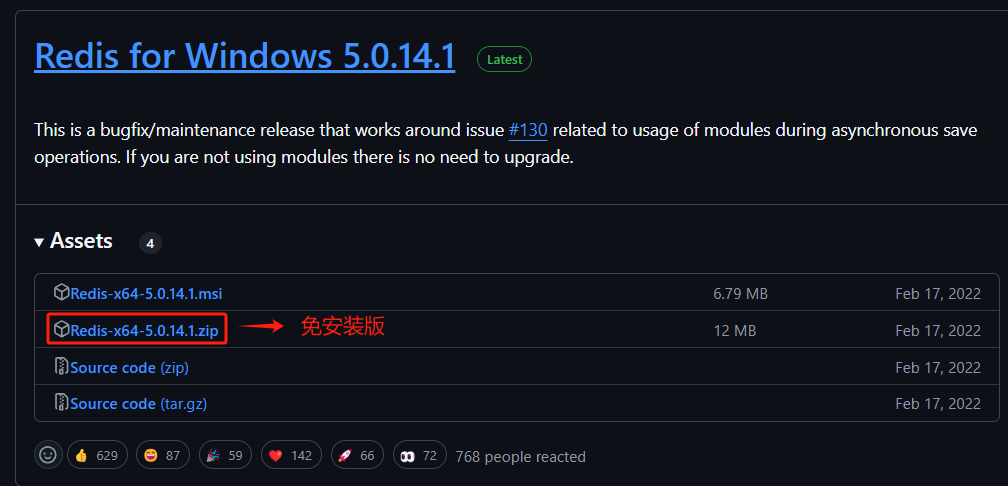 Redis for Windows 5.0.14.1 Latest
This is a bugfix/maintenance release that works around issue #130 related to usage of modules during asynchronous save
operations. If you are not using modules there is no need to upgrade.
Assets 4
Redis-x64-5.0.14.1.msi 6.79 MB Feb 17, 2022
Redis-x64-5.0.14.1.zip 免安装版 12 MB Feb 17, 2022
Source code (zip) Feb 17, 2022
Source code (tar.gz) Feb 17, 2022
629 87 59 142 66 72 768 people reacted